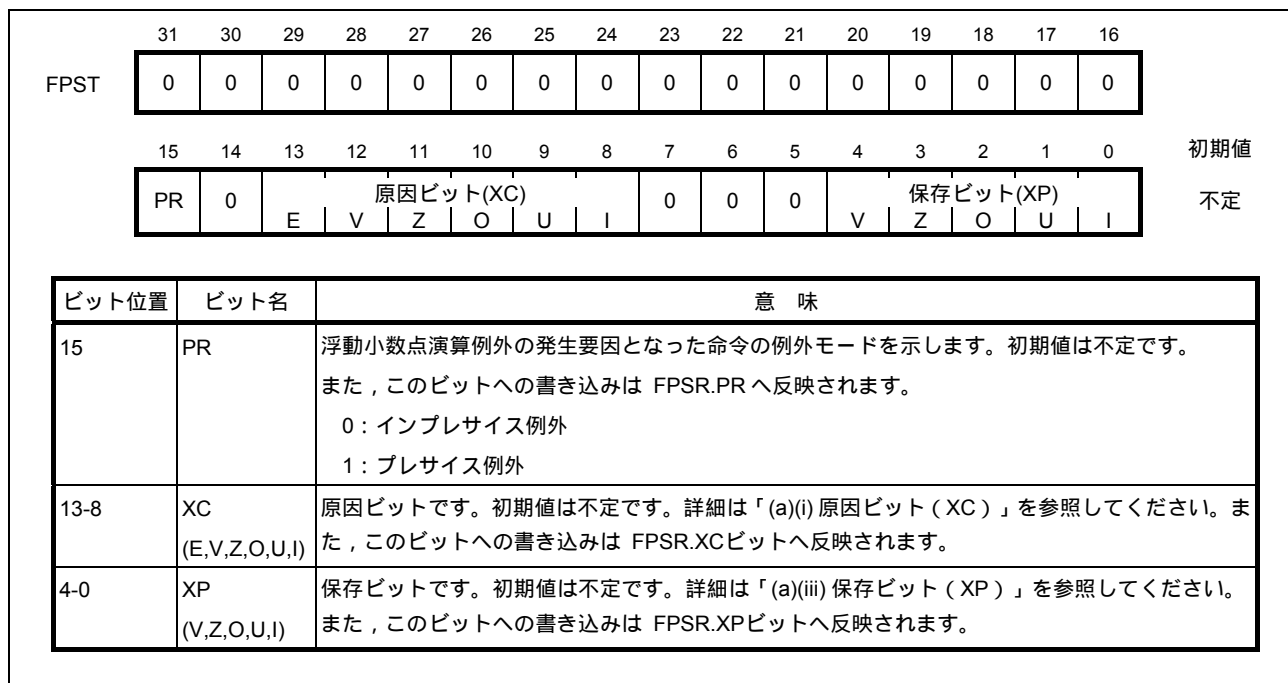 31 30 29 28 27 26 25 24 23 22 21 20 19 18 17 16
FPST 0 0 0 0 0 0 0 0 0 0 0 0 0 0 0 0
15 14 13 12 11 10 9 8 7 6 5 4 3 2 1 0 初期値
PR 0 原因ビット(XC) 0 0 0 保存ビット(XP) 不定
E V Z O U I V Z O U I
ビット位置 ビット名 意 味
15 PR 浮動小数点演算例外の発生要因となった命令の例外モードを示します。初期値は不定です。
また，このビットへの書き込みは FPSR.PR へ反映されます。
0：インプレサイス例外
1：プレサイス例外
13-8 XC 原因ビットです。初期値は不定です。詳細は「(a)(i) 原因ビット（XC）」を参照してください。ま
(E,V,Z,O,U,I) た，このビットへの書き込みは FPSR.XCビットへ反映されます。
4-0 XP 保存ビットです。初期値は不定です。詳細は「(a)(iii) 保存ビット（XP）」を参照してください。
(V,Z,O,U,I) また，このビットへの書き込みは FPSR.XPビットへ反映されます。